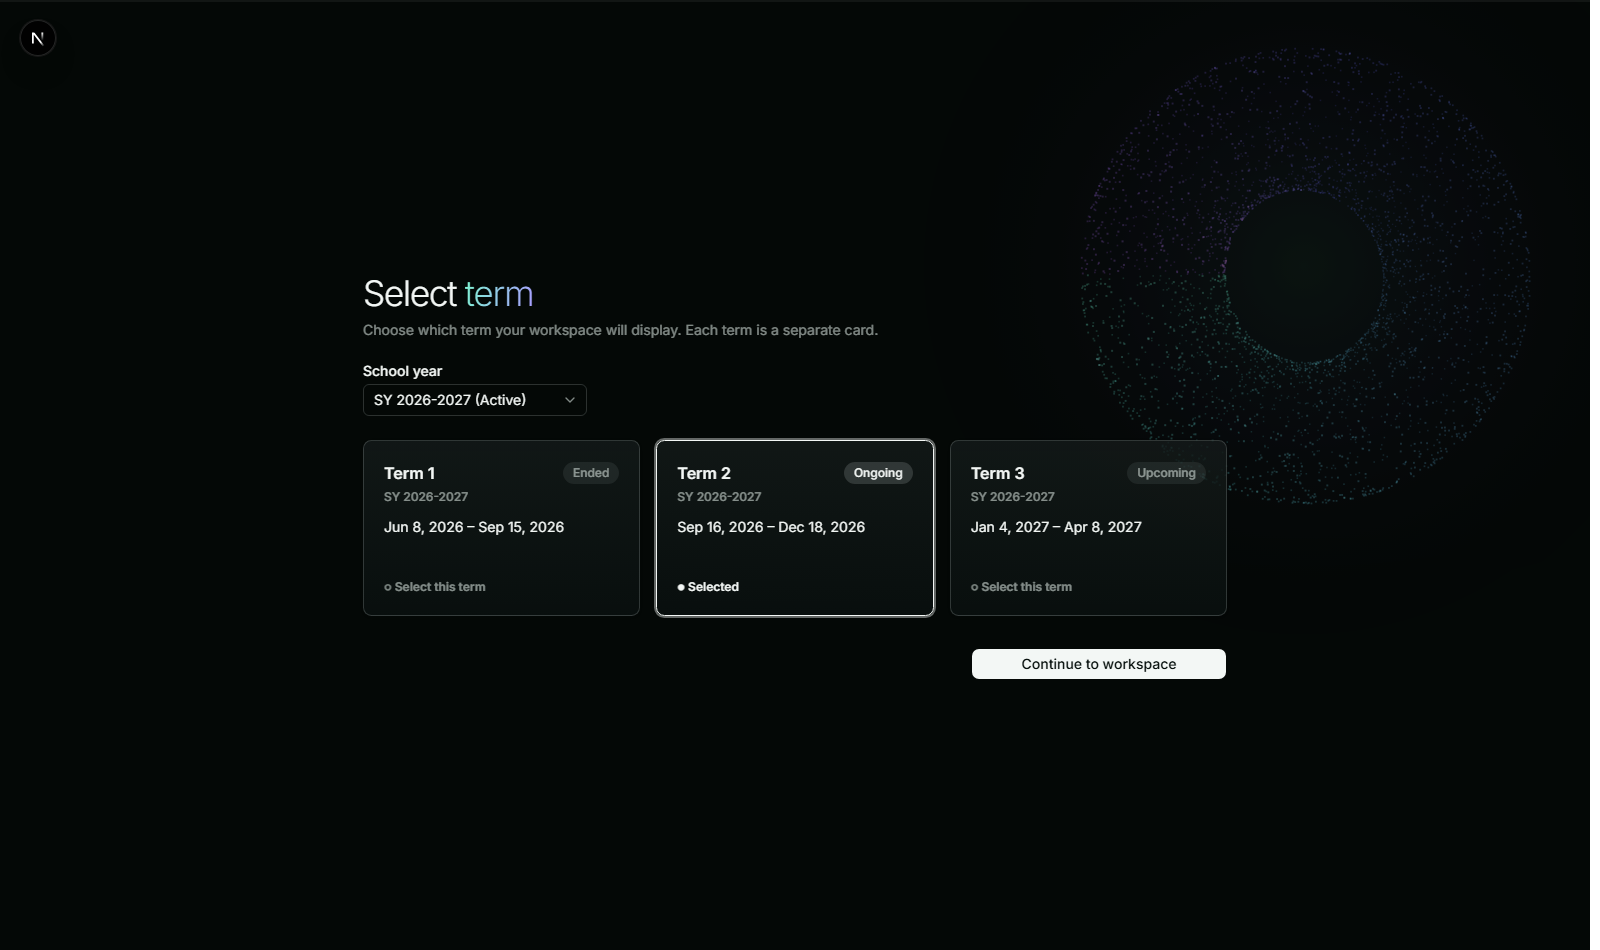 N
Select term
Choose which term your workspace will display. Each term is a separate card.
School year
SY 2026-2027 (Active)
Term 1
Ended
SY 2026-2027
Jun 8, 2026 – Sep 15, 2026
Select this term
Term 2
Ongoing
SY 2026-2027
Sep 16, 2026 – Dec 18, 2026
Selected
Term 3
Upcoming
SY 2026-2027
Jan 4, 2027 – Apr 8, 2027
Select this term
Continue to workspace